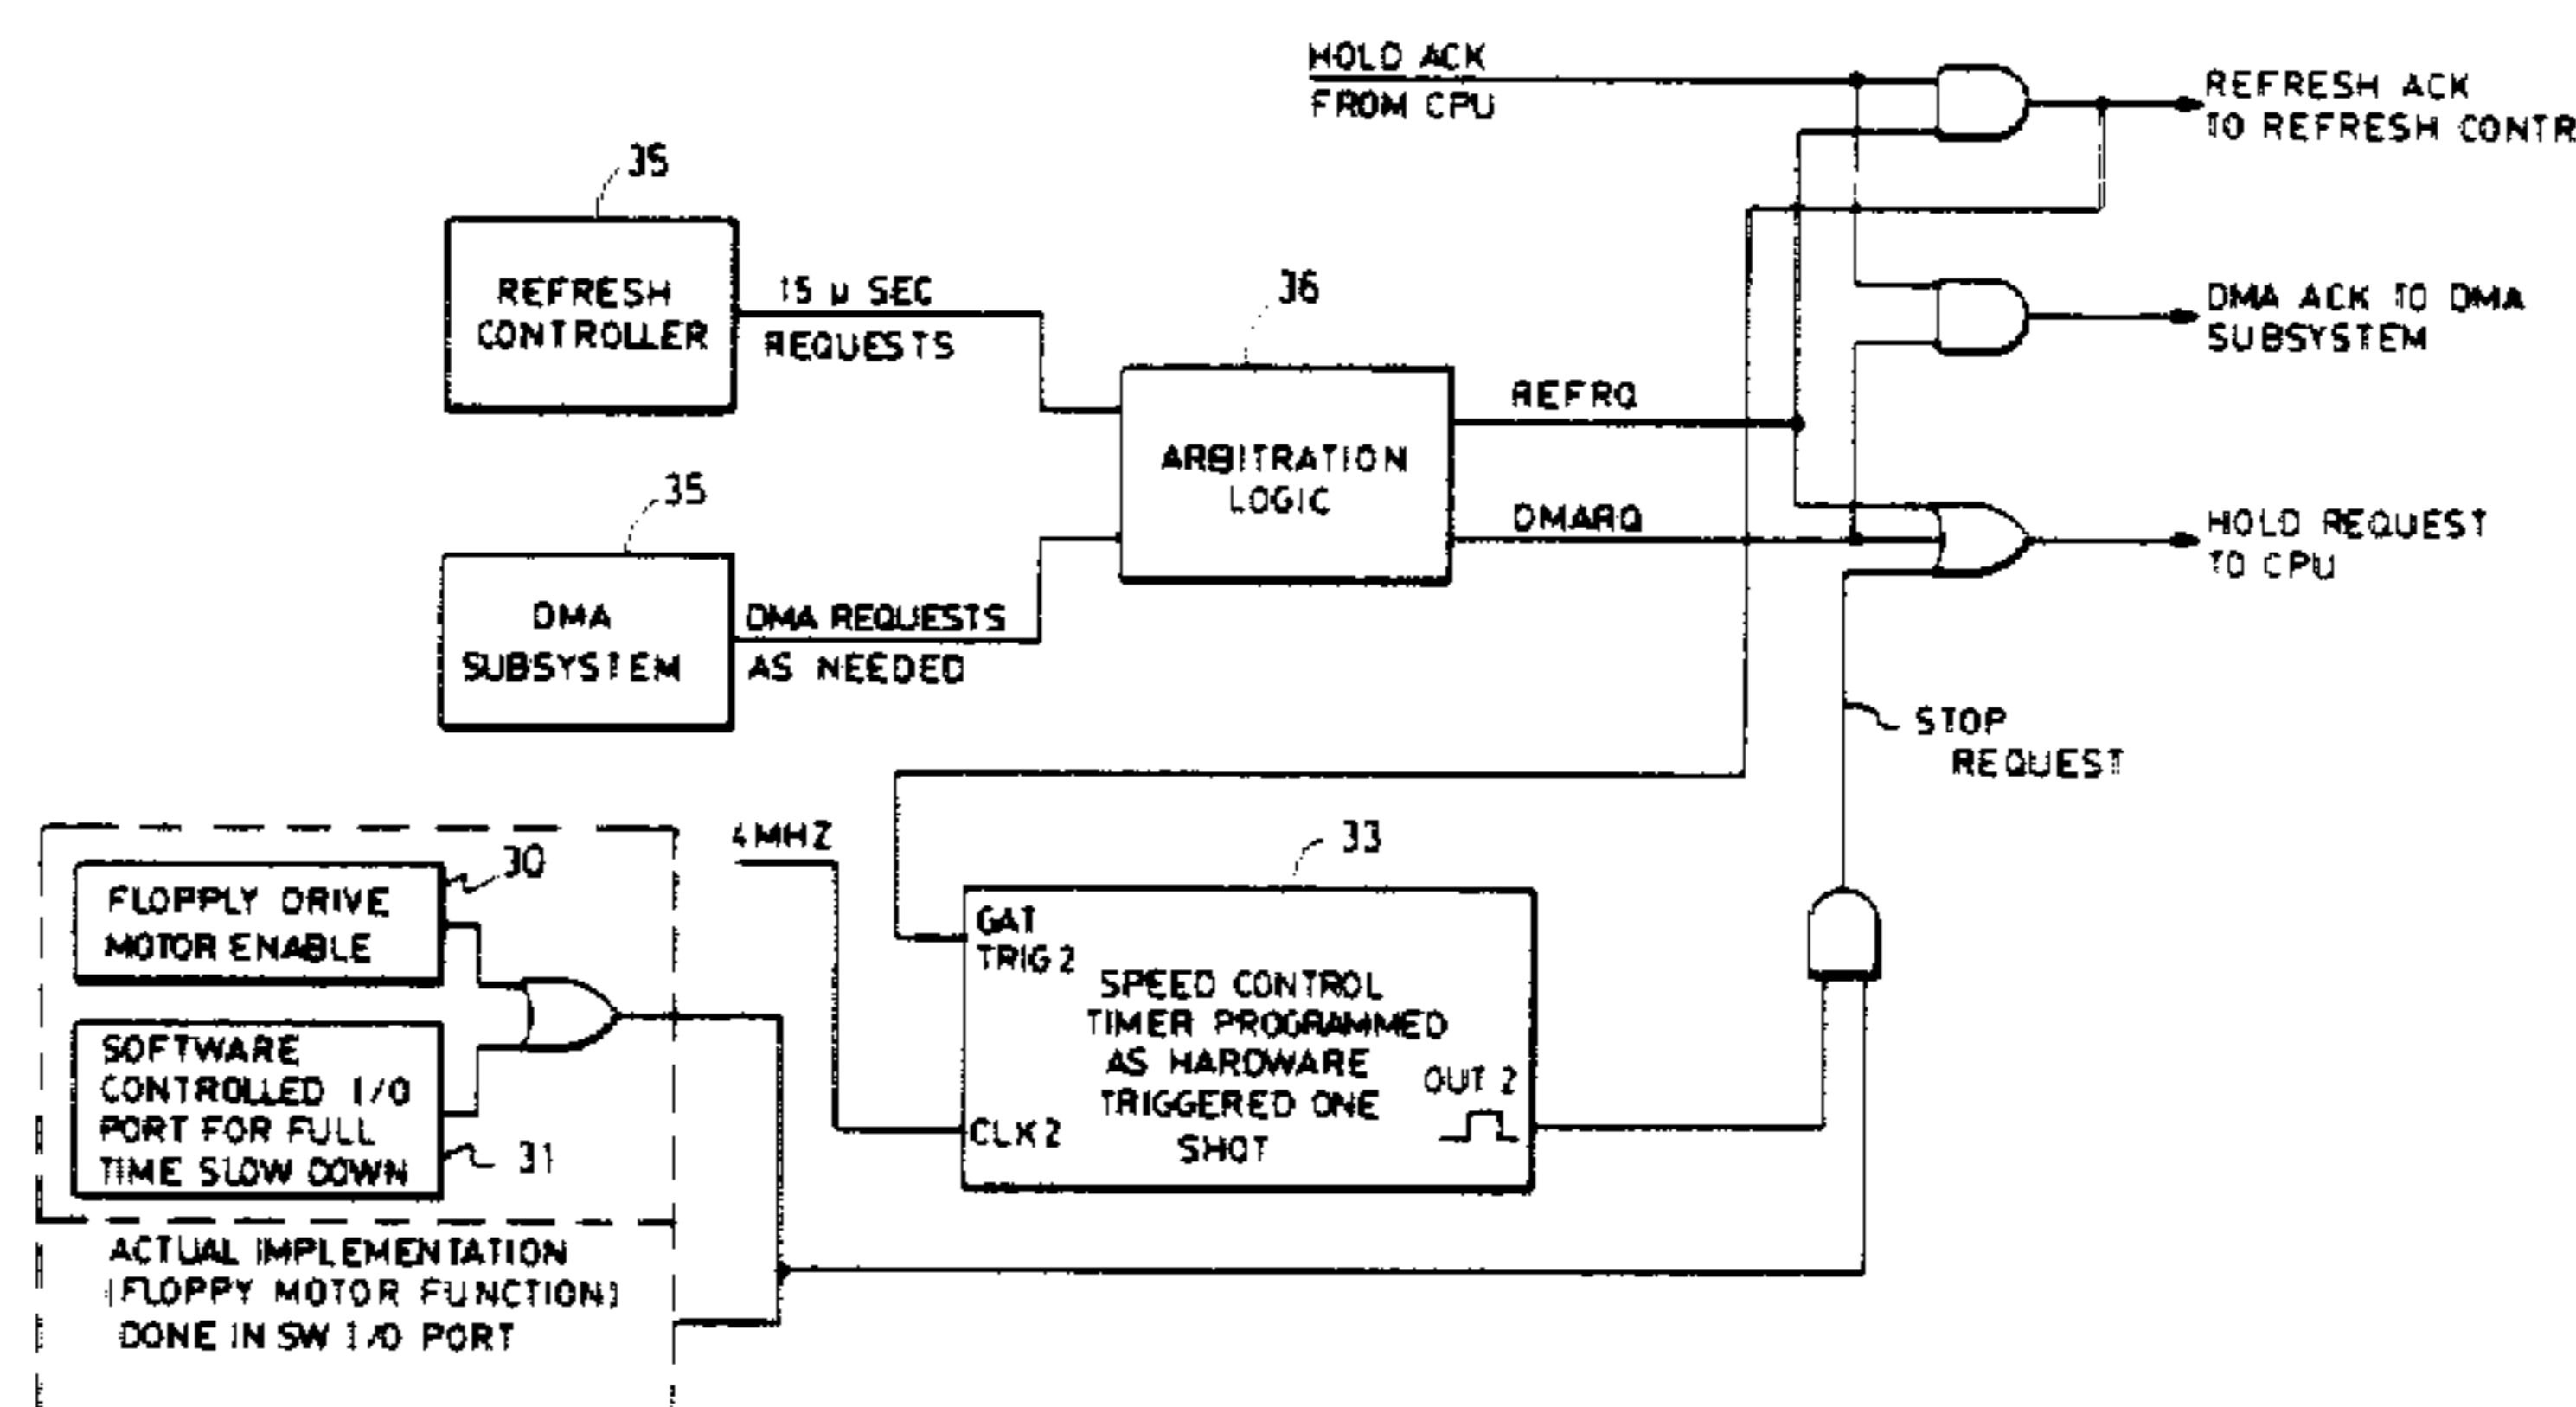 HOLD ACK
FROM CPU
REFRESH ACK
TO REFRESH CONTR
35
REFRESH
CONTROLLER
15 µ SEC
REQUESTS
36
DMA ACK TO DMA
SUBSYSTEM
ARBITRATION
LOGIC
REFRQ
DMARQ
HOLD REQUEST
TO CPU
35
DMA
SUBSYSTEM
DMA REQUESTS
AS NEEDED
STOP
REQUEST
30
FLOPPLY DRIVE
MOTOR ENABLE
SOFTWARE
CONTROLLED I/O
PORT FOR FULL
TIME SLOW DOWN
31
4 MHZ
33
GAT
TRIG 2
SPEED CONTROL
TIMER PROGRAMMED
AS HARDWARE
TRIGGERED ONE
SHOT
OUT 2
CLK 2
ACTUAL IMPLEMENTATION
(FLOPPY MOTOR FUNCTION)
DONE IN SW I/O PORT